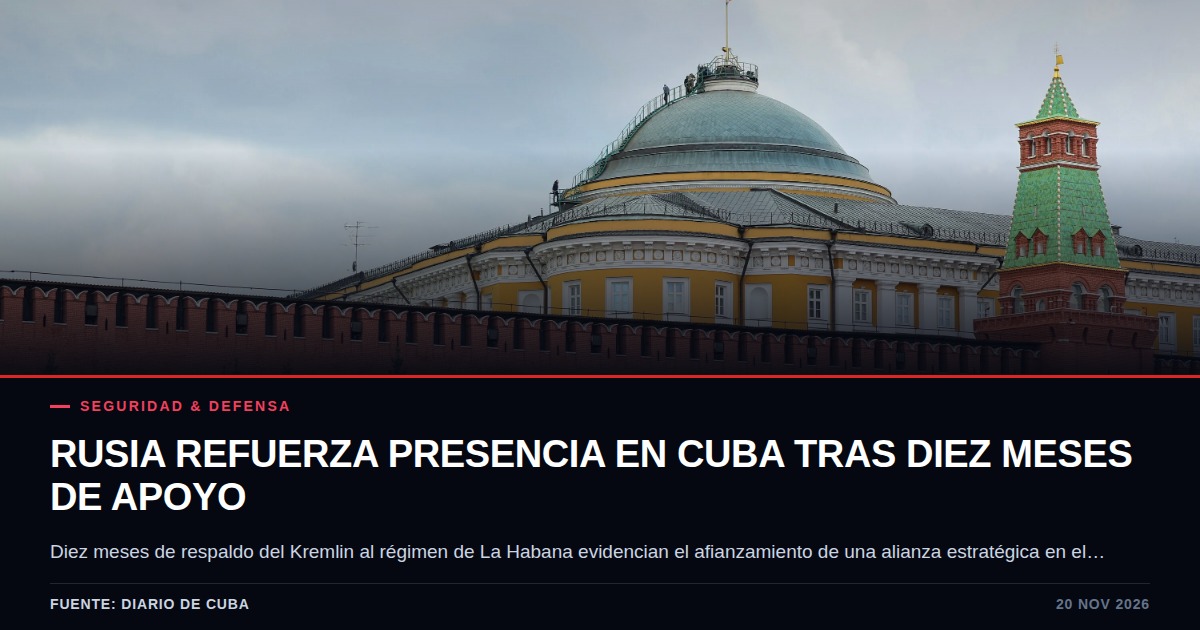 SEGURIDAD & DEFENSA
RUSIA REFUERZA PRESENCIA EN CUBA TRAS DIEZ MESES
DE APOYO
Diez meses de respaldo del Kremlin al régimen de La Habana evidencian el afianzamiento de una alianza estratégica en el…
FUENTE: DIARIO DE CUBA
20 NOV 2026